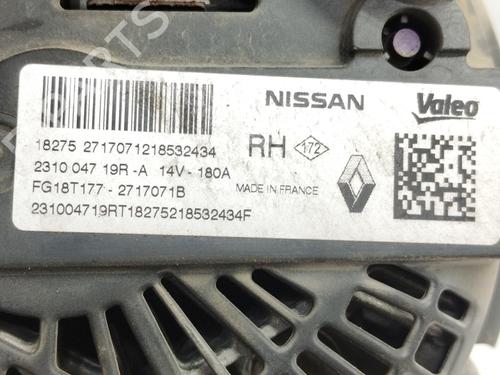 NISSAN Valeo
18275 2717071218532434 RH 172
2310 047 19R -A 14V - 180A
FG18T177 - 2717071B MADE IN FRANCE
231004719RT18275218532434F